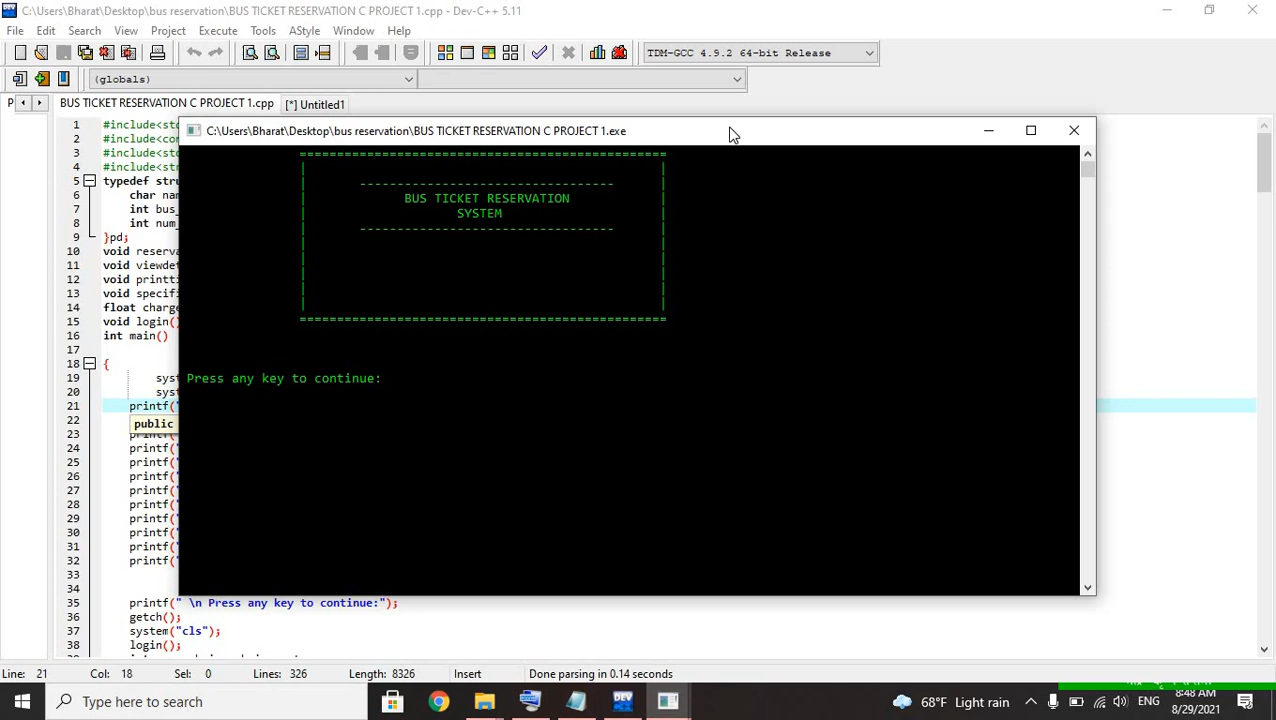 C:\Users\Bharat\Desktop\bus reservation\BUS TICKET RESERVATION C PROJECT 1.cpp - Dev-C++ 5.11
File Edit Search View Project Execute Tools AStyle Window Help
TDM-GCC 4.9.2 64-bit Release
(globals)
P BUS TICKET RESERVATION C PROJECT 1.cpp [*] Untitled1
C:\Users\Bharat\Desktop\bus reservation\BUS TICKET RESERVATION C PROJECT 1.exe
==================================================
----------------------------------
BUS TICKET RESERVATION
SYSTEM
----------------------------------
==================================================
Press any key to continue:
1 #include<st
2 #include<co
3 #include<st
4 #include<st
5 typedef stru
6 char nam
7 int bus_
8 int num_
9 }pd;
10 void reserva
11 void viewdet
12 void printti
13 void specifi
14 float charge
15 void login()
16 int main()
17
18 {
19 syst
20 syst
21 printf("
public
22
23 printf("
24 printf("
25 printf("
26 printf("
27 printf("
28 printf("
29 printf("
30 printf("
31 printf("
32 printf("
33
34
35 printf(" \n Press any key to continue:");
36 getch();
37 system("cls");
38 login();
Line: 21 Col: 18 Sel: 0 Lines: 326 Length: 8326 Insert Done parsing in 0.14 seconds
Type here to search
DEV
68°F Light rain
ENG
8:48 AM
8/29/2021